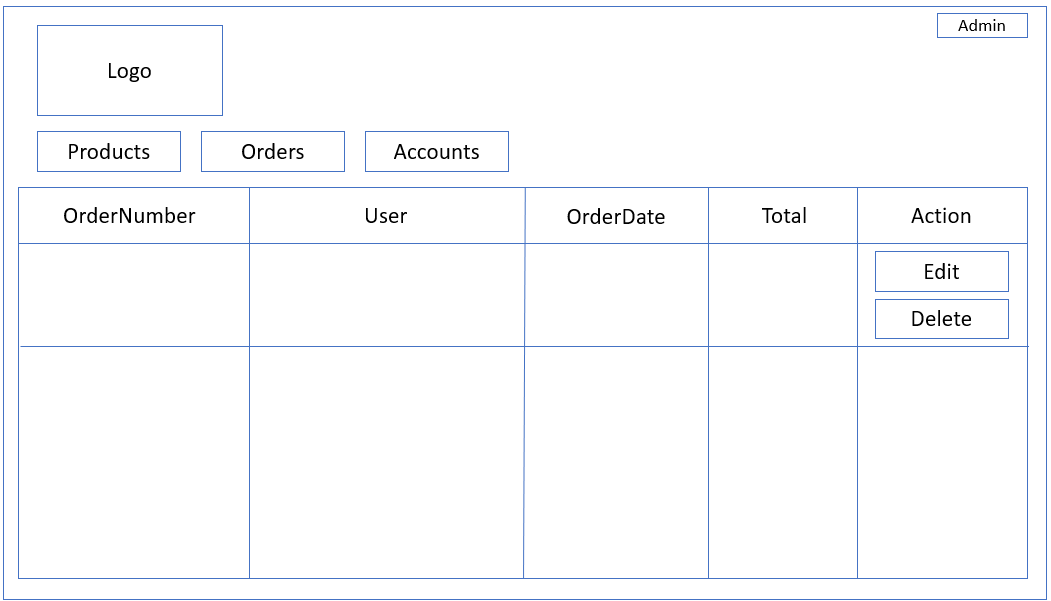 Admin
Logo
Products Orders Accounts
OrderNumber User OrderDate Total Action
Edit
Delete